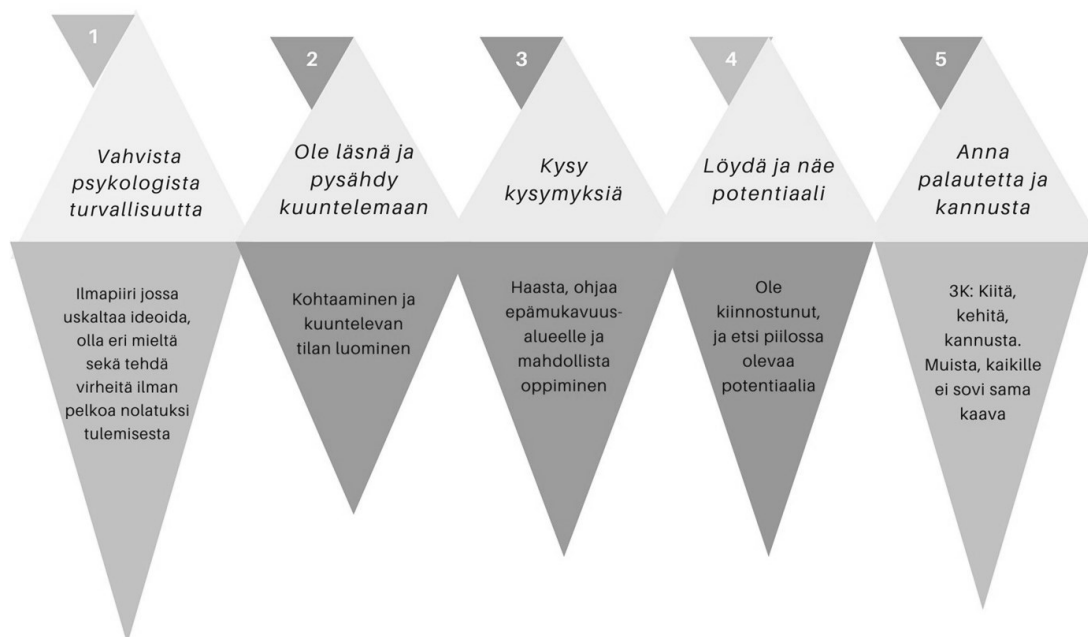 1
Vahvista
psykologista
turvallisuutta
Ilmapiiri jossa
uskaltaa ideoida,
olla eri mieltä
sekä tehdä
virheitä ilman
pelkoa nolatuksi
tulemisesta
2
Ole läsnä ja
pysähdy
kuuntelemaan
Kohtaaminen ja
kuuntelevan
tilan luominen
3
Kysy
kysymyksiä
Haasta, ohjaa
epämukavuus-
alueelle ja
mahdollista
oppiminen
4
Löydä ja näe
potentiaali
Ole
kiinnostunut,
ja etsi piilossa
olevaa
potentiaalia
5
Anna
palautetta ja
kannusta
3K: Kiitä,
kehitä,
kannusta.
Muista, kaikille
ei sovi sama
kaava